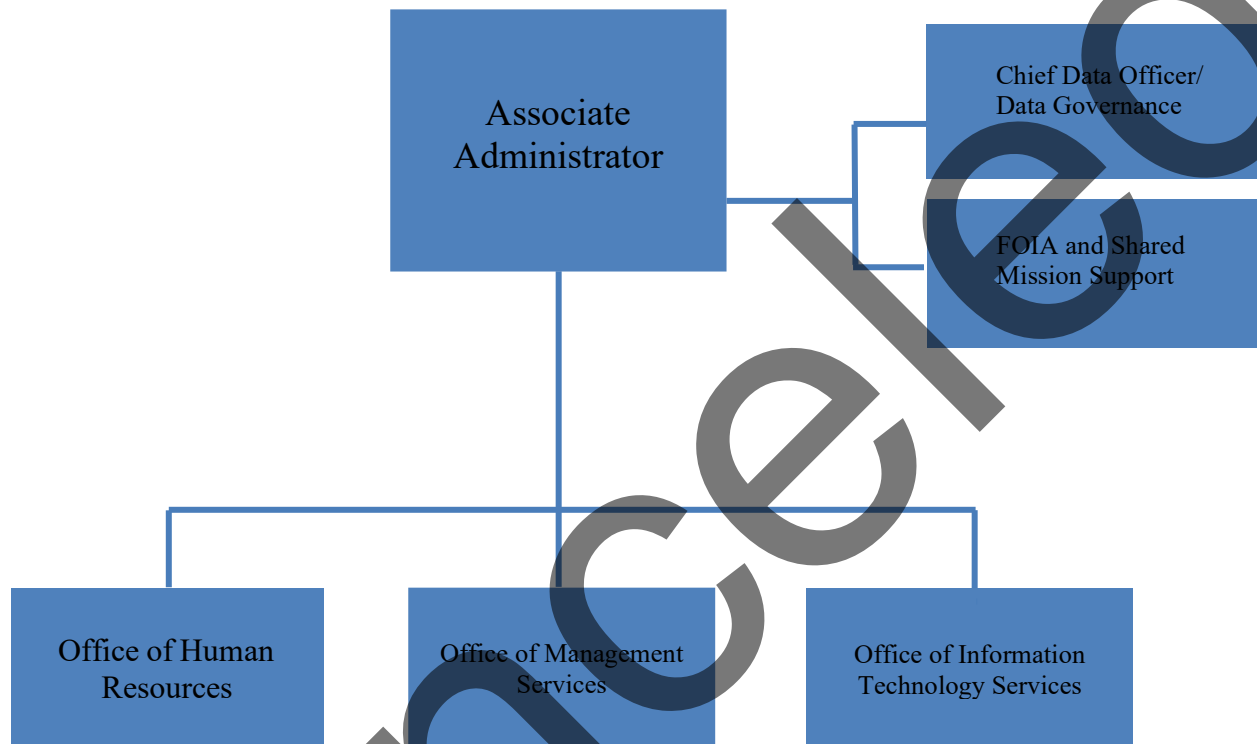 Associate
Administrator
Chief Data Officer/
Data Governance
FOIA and Shared
Mission Support
Office of Human
Resources
Office of Management
Services
Office of Information
Technology Services